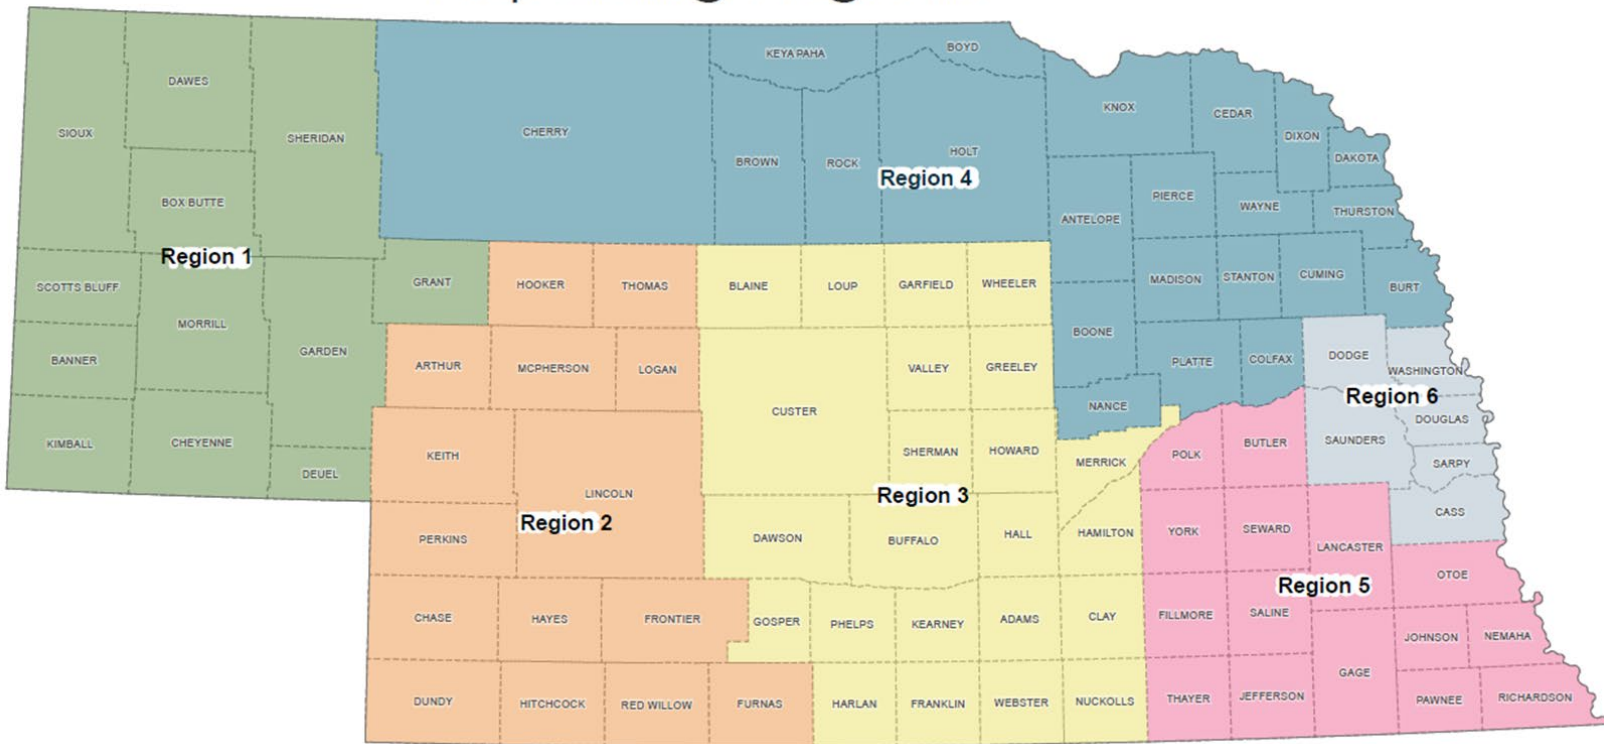 KEYA PAHA
BOYD
DAWES
SIOUX
SHERIDAN
CHERRY
BROWN
ROCK
HOLT
Region 4
KNOX
CEDAR
DIXON
DAKOTA
BOX BUTTE
PIERCE
WAYNE
THURSTON
ANTELOPE
Region 1
SCOTTS BLUFF
GRANT
HOOKER
THOMAS
BLAINE
LOUP
GARFIELD
WHEELER
MADISON
STANTON
CUMING
BURT
MORRILL
BANNER
GARDEN
ARTHUR
MCPHERSON
LOGAN
VALLEY
GREELEY
BOONE
PLATTE
COLFAX
DODGE
WASHINGTON
Region 6
CUSTER
NANCE
DOUGLAS
KIMBALL
CHEYENNE
DEUEL
KEITH
LINCOLN
SHERMAN
HOWARD
MERRICK
POLK
BUTLER
SAUNDERS
SARPY
Region 3
Region 2
PERKINS
DAWSON
BUFFALO
HALL
HAMILTON
YORK
SEWARD
LANCASTER
CASS
OTOE
Region 5
CHASE
HAYES
FRONTIER
GOSPER
PHELPS
KEARNEY
ADAMS
CLAY
FILLMORE
SALINE
JOHNSON
NEMAHA
GAGE
DUNDY
HITCHCOCK
RED WILLOW
FURNAS
HARLAN
FRANKLIN
WEBSTER
NUCKOLLS
THAYER
JEFFERSON
PAWNEE
RICHARDSON